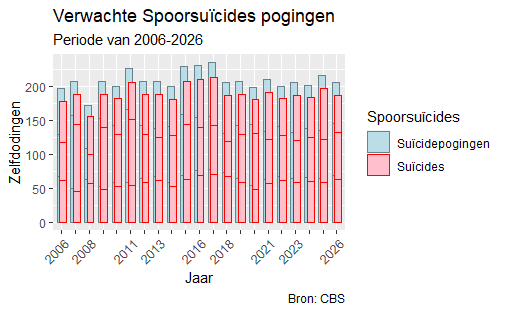 Verwachte Spoorsuïcides pogingen
Periode van 2006-2026
Zelfdodingen
200
150
100
50
0
2006
2008
2011
2013
2016
2018
2021
2023
2026
Jaar
Spoorsuïcides
Suïcidepogingen
Suïcides
Bron: CBS